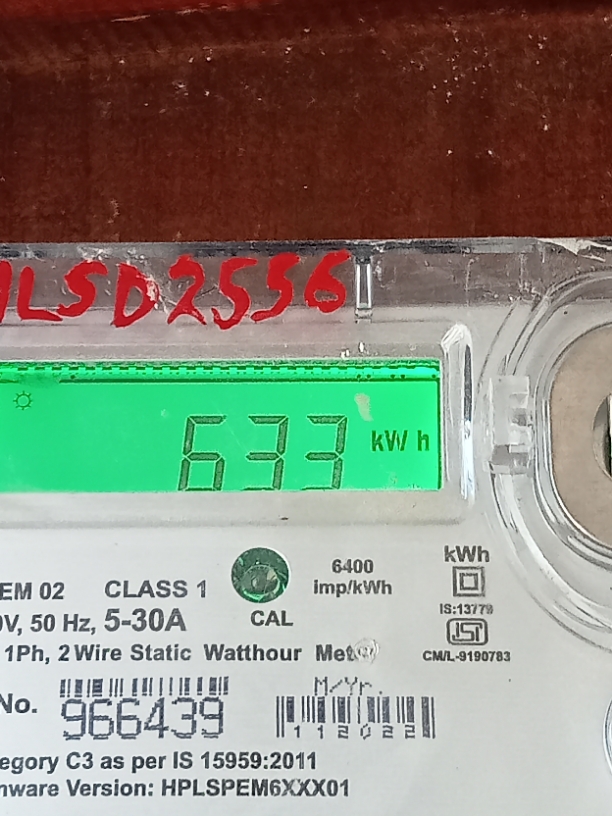 LSD2556
633 kWh
6400
imp/kWh
kWh
EM 02 CLASS 1
CAL
IS:13779
V, 50 Hz, 5-30A
ISI
1Ph, 2 Wire Static Watthour
CM/L-9190783
No. 966439
M/Yr.
112022
egory C3 as per IS 15959:2011
ware Version: HPLSPEM6XXX01